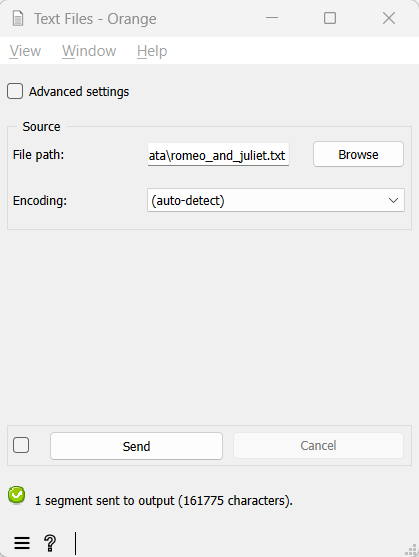 Text Files - Orange
View Window Help
Advanced settings
Source
File path: ata\romeo_and_juliet.txt Browse
Encoding: (auto-detect)
Send Cancel
1 segment sent to output (161775 characters).
?